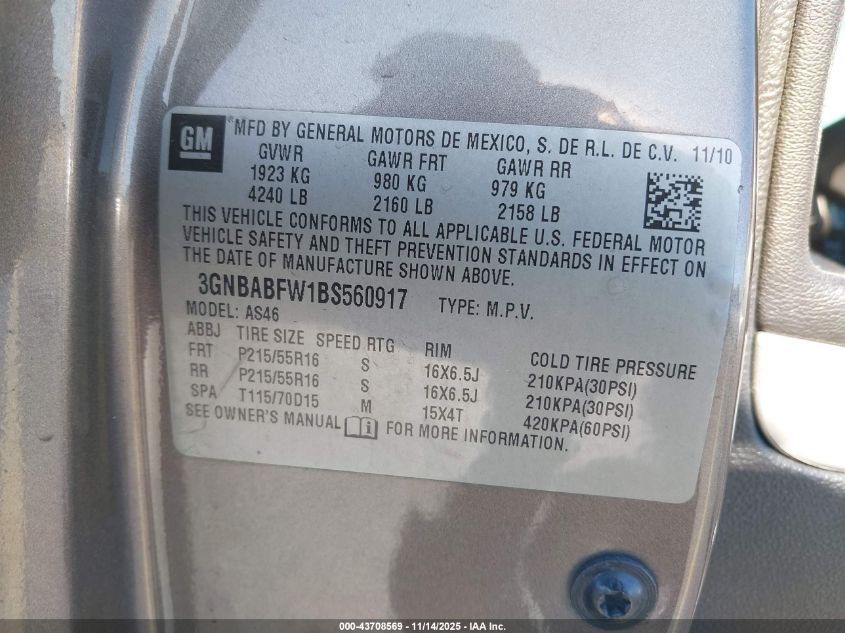 GM ®MFD BY GENERAL MOTORS DE MEXICO, S. DE R.L. DE C.V. 11/10
GVWR GAWR FRT GAWR RR
1923 KG 980 KG 979 KG
4240 LB 2160 LB 2158 LB
THIS VEHICLE CONFORMS TO ALL APPLICABLE U.S. FEDERAL MOTOR
VEHICLE SAFETY AND THEFT PREVENTION STANDARDS IN EFFECT ON
THE DATE OF MANUFACTURE SHOWN ABOVE.
3GNBABFW1BS560917 TYPE: M.P.V.
MODEL: AS46
ABBJ TIRE SIZE SPEED RTG RIM COLD TIRE PRESSURE
FRT P215/55R16 S 16X6.5J 210KPA(30PSI)
RR P215/55R16 S 16X6.5J 210KPA(30PSI)
SPA T115/70D15 M 15X4T 420KPA(60PSI)
SEE OWNER'S MANUAL FOR MORE INFORMATION.
000-43708569 - 11/14/2025 - IAA Inc.